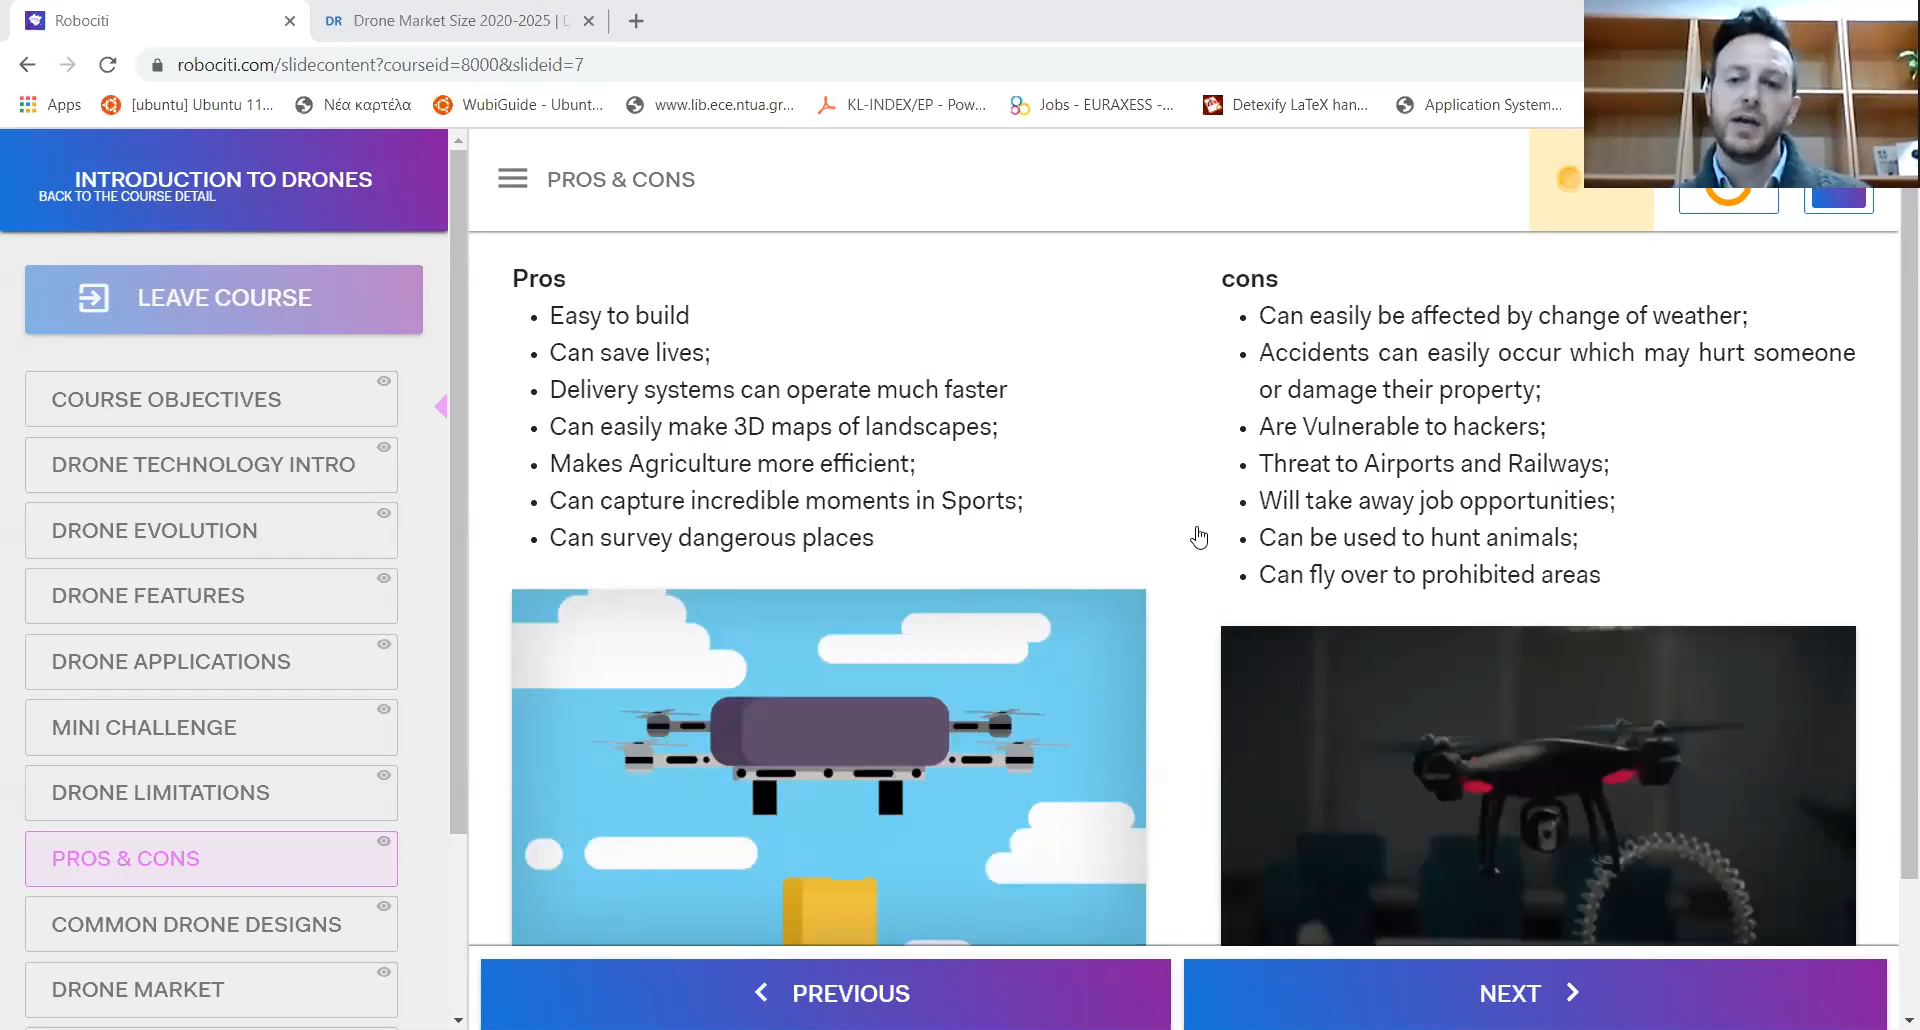 Robociti
DR Drone Market Size 2020-2025 |
robociti.com/slidecontent?courseid=8000&slideid=7
Apps
[ubuntu] Ubuntu 11...
Νέα καρτέλα
WubiGuide - Ubunt...
www.lib.ece.ntua.gr...
KL-INDEX/EP - Pow...
Jobs - EURAXESS -...
Detexify LaTeX han...
Application System...
INTRODUCTION TO DRONES
BACK TO THE COURSE DETAIL
LEAVE COURSE
COURSE OBJECTIVES
DRONE TECHNOLOGY INTRO
DRONE EVOLUTION
DRONE FEATURES
DRONE APPLICATIONS
MINI CHALLENGE
DRONE LIMITATIONS
PROS & CONS
COMMON DRONE DESIGNS
DRONE MARKET
PROS & CONS
Pros
• Easy to build
• Can save lives;
• Delivery systems can operate much faster
• Can easily make 3D maps of landscapes;
• Makes Agriculture more efficient;
• Can capture incredible moments in Sports;
• Can survey dangerous places
cons
• Can easily be affected by change of weather;
• Accidents can easily occur which may hurt someone
or damage their property;
• Are Vulnerable to hackers;
• Threat to Airports and Railways;
• Will take away job opportunities;
• Can be used to hunt animals;
• Can fly over to prohibited areas
PREVIOUS
NEXT